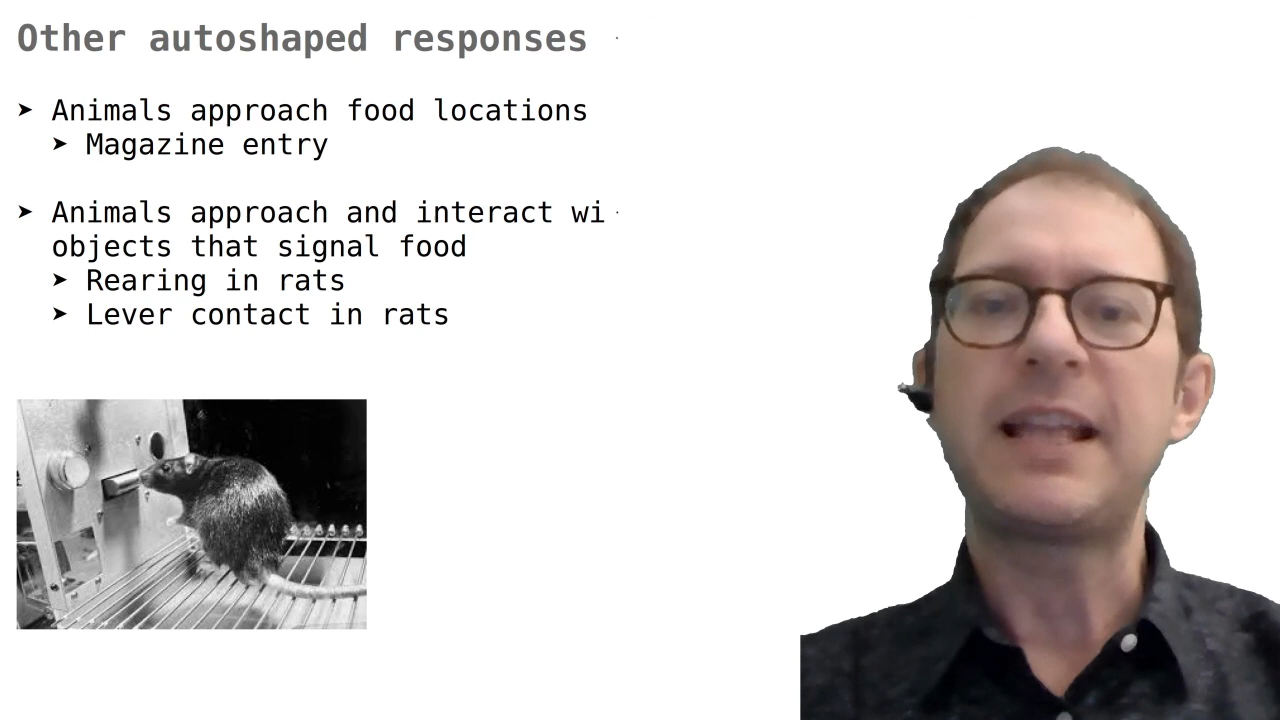 Other autoshaped responses
➤ Animals approach food locations
➤ Magazine entry
➤ Animals approach and interact wi
objects that signal food
➤ Rearing in rats
➤ Lever contact in rats